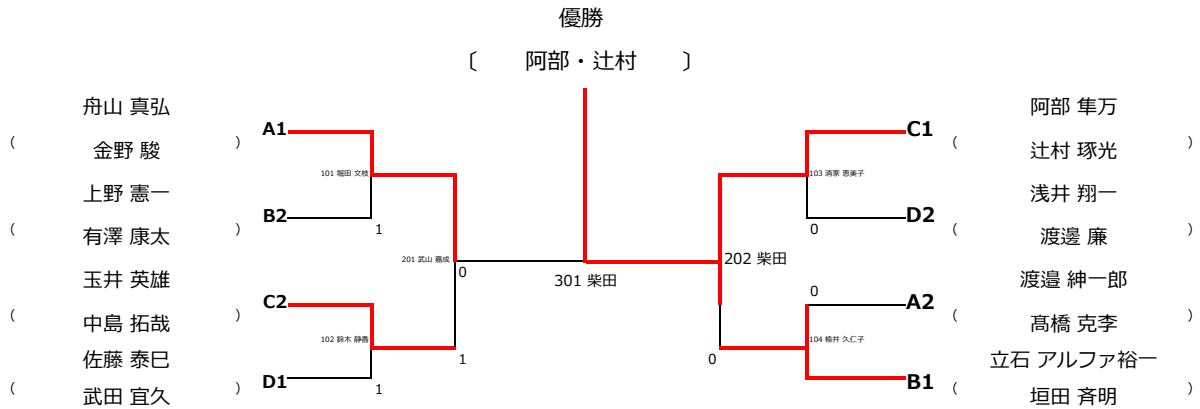 優勝
〔 阿部・辻村 〕
舟山 真弘
( ) A1
金野 駿
101 堀田 文枝
上野 憲一
( ) B2
1
有澤 康太
201 武山 嘉成
0
玉井 英雄
( ) C2
中島 拓哉
102 鈴木 静香
1
佐藤 泰巳
( ) D1
1
武田 宜久
301 柴田
阿部 隼万
C1 ( )
辻村 琢光
103 清家 恵美子
浅井 翔一
D2 ( )
0
渡邊 廉
202 柴田
渡邉 紳一郎
0
A2 ( )
髙橋 克李
104 楡井 久仁子
0
立石 アルファ裕一
B1 ( )
垣田 斉明